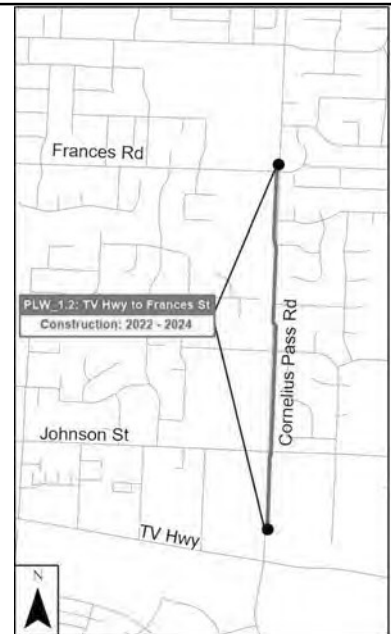 Frances Rd
PLW_1.2: TV Hwy to Frances St
Construction: 2022 - 2024
Cornelius Pass Rd
Johnson St
TV Hwy
N